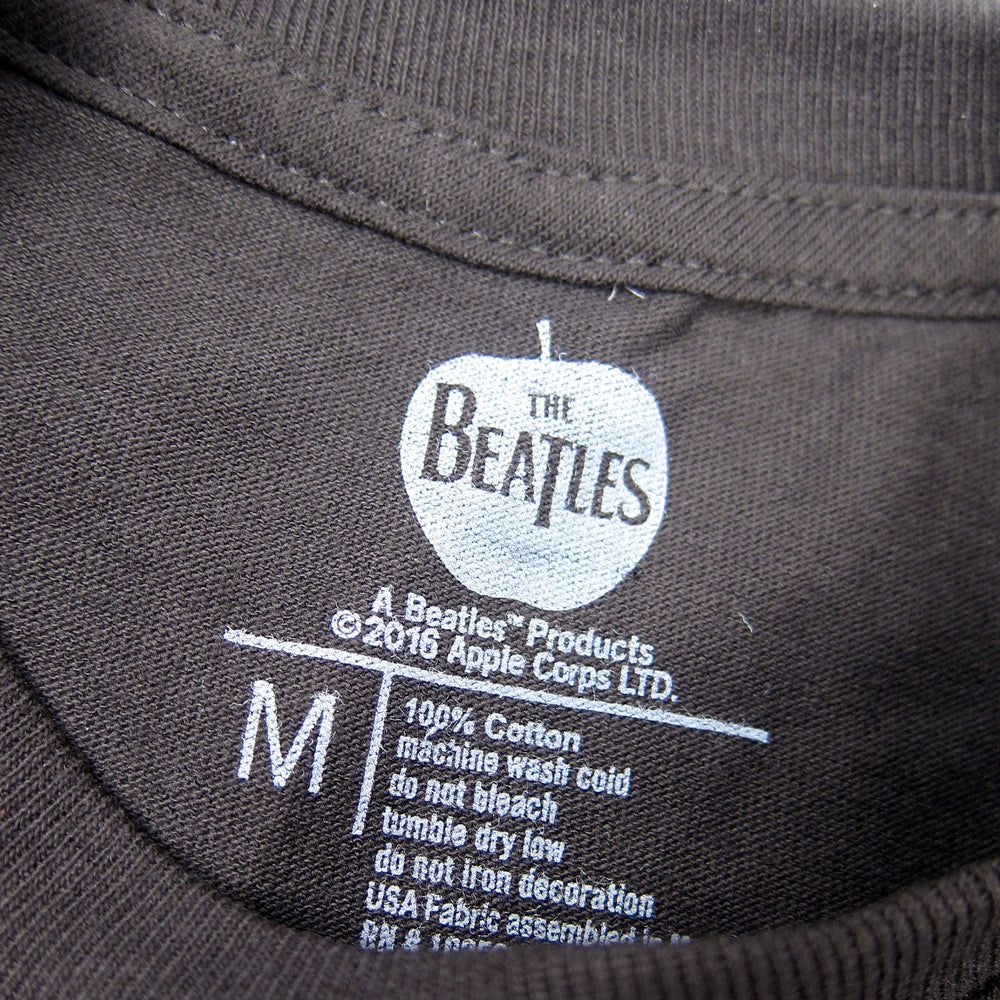 THE
BEATLES
A Beatles™ Products
©2016 Apple Corps LTD.
M
100% Cotton
machine wash cold
do not bleach
tumble dry low
do not iron decoration
USA Fabric assembled in
RN #